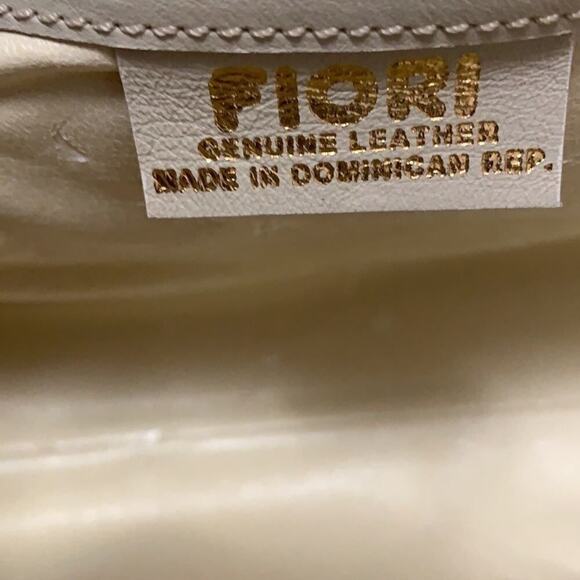 FIORI
GENUINE LEATHER
MADE IN DOMINICAN REP.